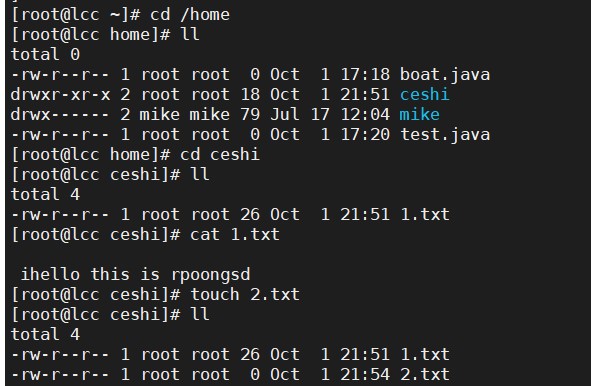 [root@lcc ~]# cd /home
[root@lcc home]# ll
total 0
-rw-r--r-- 1 root root  0 Oct  1 17:18 boat.java
drwxr-xr-x 2 root root 18 Oct  1 21:51 ceshi
drwx------ 2 mike mike 79 Jul 17 12:04 mike
-rw-r--r-- 1 root root  0 Oct  1 17:20 test.java
[root@lcc home]# cd ceshi
[root@lcc ceshi]# ll
total 4
-rw-r--r-- 1 root root 26 Oct  1 21:51 1.txt
[root@lcc ceshi]# cat 1.txt
ihello this is rpoongsd
[root@lcc ceshi]# touch 2.txt
[root@lcc ceshi]# ll
total 4
-rw-r--r-- 1 root root 26 Oct  1 21:51 1.txt
-rw-r--r-- 1 root root  0 Oct  1 21:54 2.txt